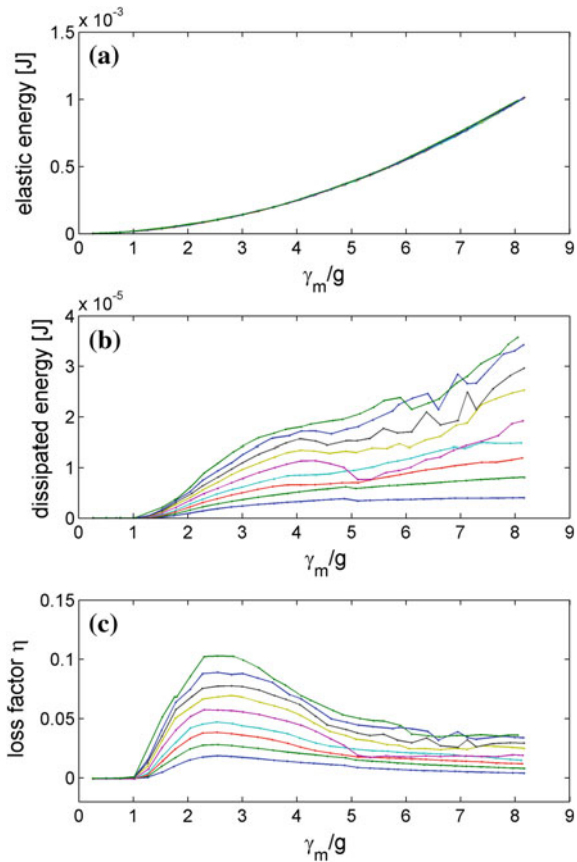 × 10⁻³
1.5
(a)
1
elastic energy [J]
0.5
0
0 1 2 3 4 5 6 7 8 9
γₘ/g
× 10⁻⁵
4
(b)
3
dissipated energy [J]
2
1
0
0 1 2 3 4 5 6 7 8 9
γₘ/g
0.15
(c)
0.1
loss factor η
0.05
0
0 1 2 3 4 5 6 7 8 9
γₘ/g